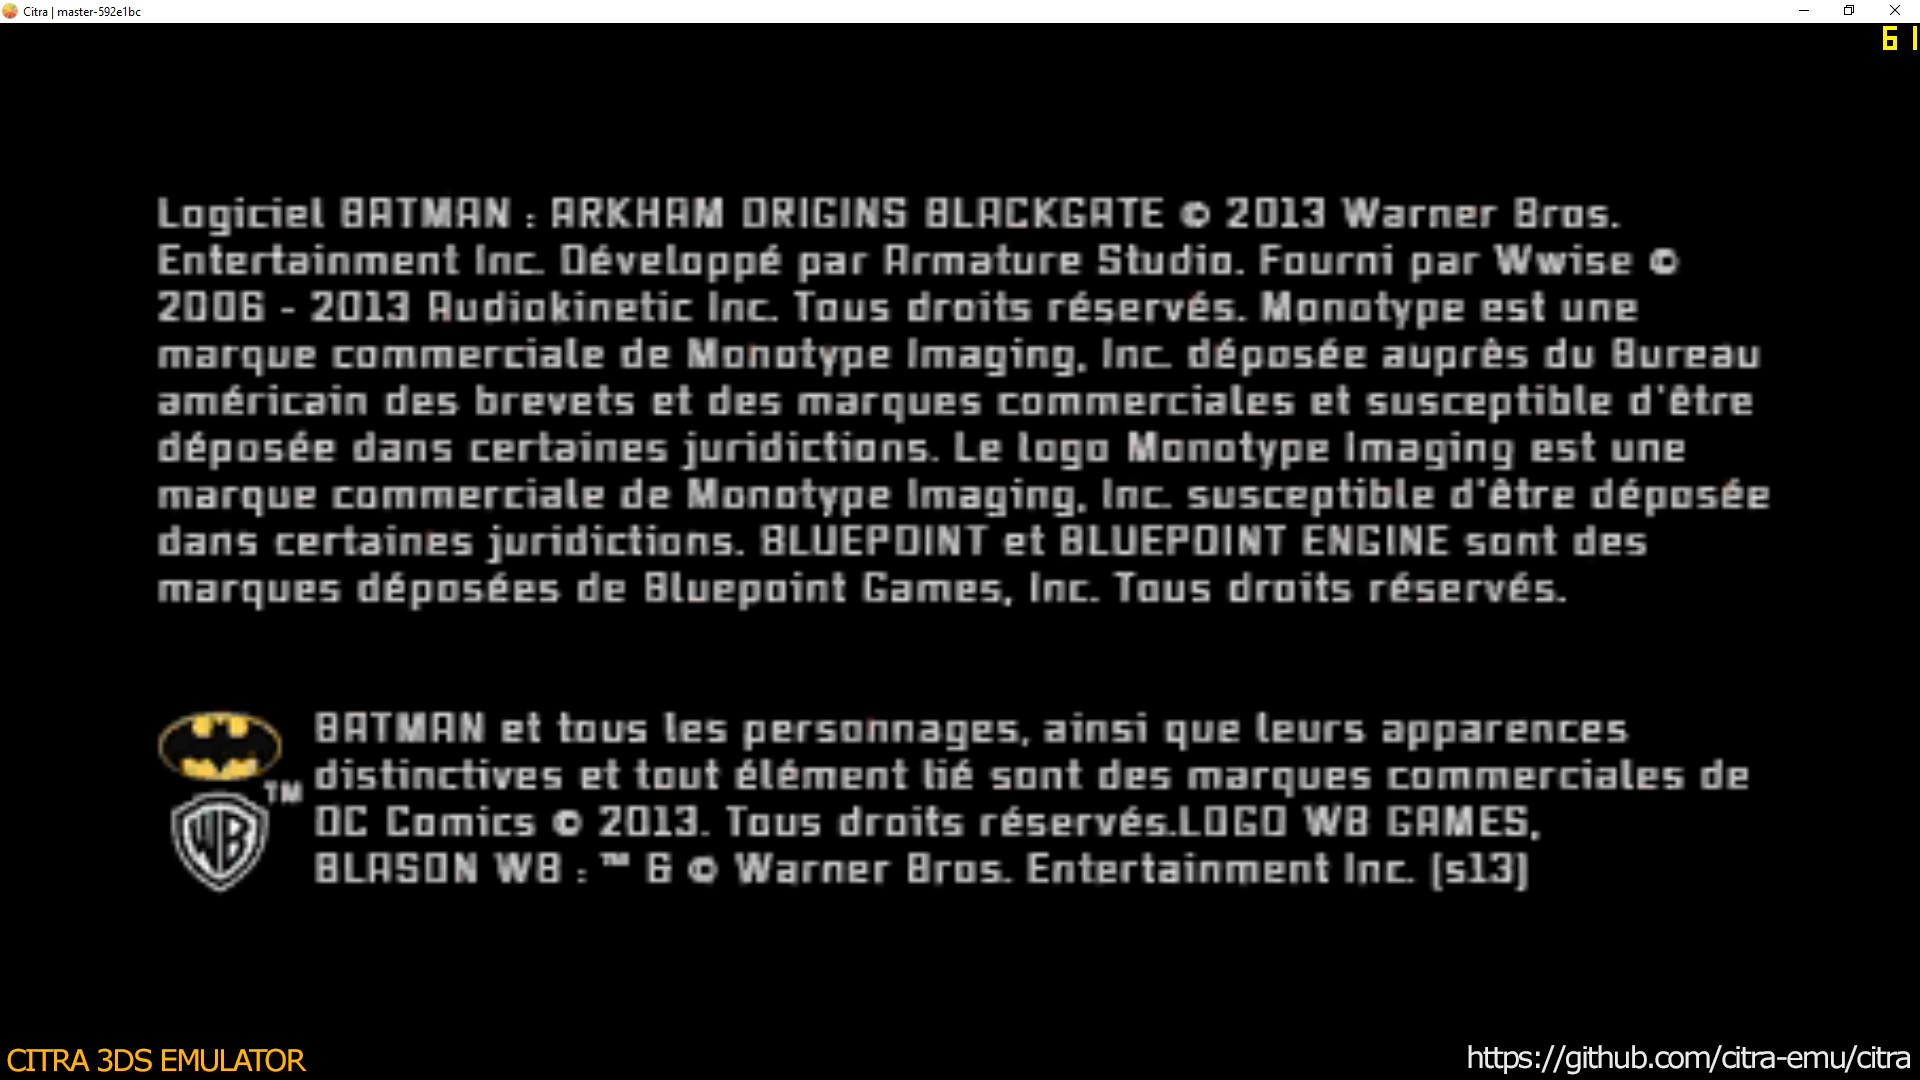 Citra | master-592e1bc
61
Logiciel BATMAN : ARKHAM ORIGINS BLACKGATE © 2013 Warner Bros.
Entertainment Inc. Développé par Armature Studio. Fourni par Wwise ©
2006 - 2013 Audiokinetic Inc. Tous droits réservés. Monotype est une
marque commerciale de Monotype Imaging, Inc. déposée auprès du Bureau
américain des brevets et des marques commerciales et susceptible d'être
déposée dans certaines juridictions. Le logo Monotype Imaging est une
marque commerciale de Monotype Imaging, Inc. susceptible d'être déposée
dans certaines juridictions. BLUEPOINT et BLUEPOINT ENGINE sont des
marques déposées de Bluepoint Games, Inc. Tous droits réservés.
BATMAN et tous les personnages, ainsi que leurs apparences
distinctives et tout élément lié sont des marques commerciales de
DC Comics © 2013. Tous droits réservés.LOGO WB GAMES,
BLASON WB : ™ & © Warner Bros. Entertainment Inc. (s13)
TM
WB
CITRA 3DS EMULATOR
https://github.com/citra-emu/citra